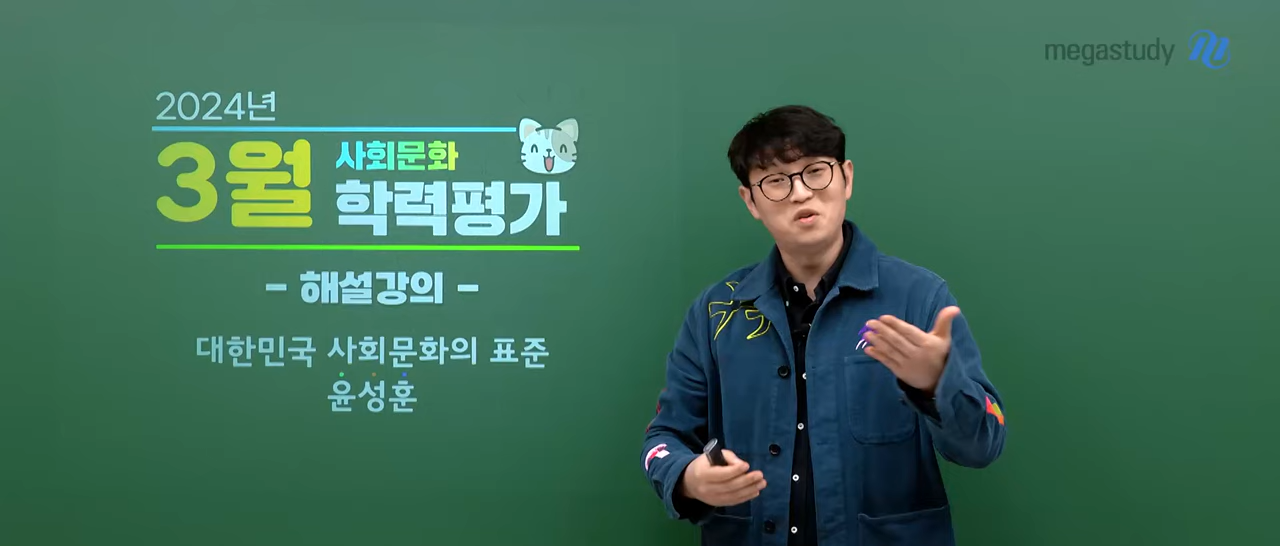 megastudy
2024년
3월 사회문화
학력평가
- 해설강의 -
대한민국 사회문화의 표준
윤성훈